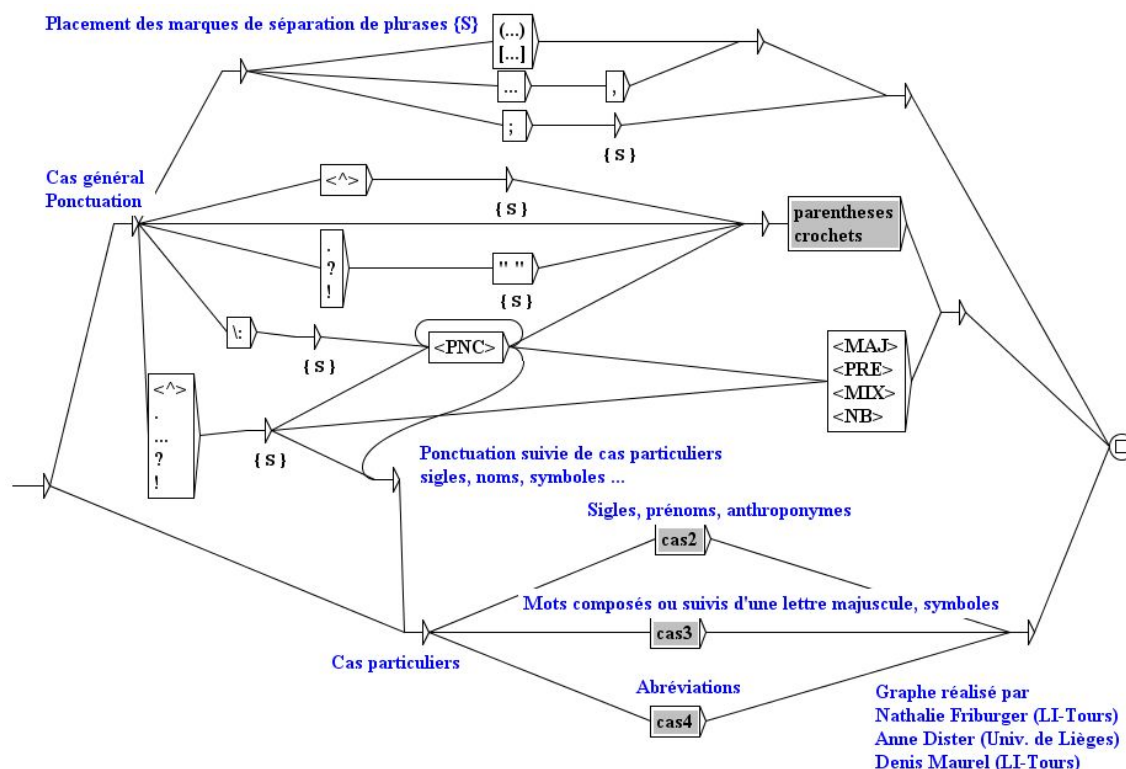 Placement des marques de séparation de phrases {S}
(...)
[...]
...
,
;
{ S }
Cas général
Ponctuation
<^>
{ S }
.
?
!
" "
{ S }
parentheses
crochets
\:
{ S }
<PNC>
<MAJ>
<PRE>
<MIX>
<NB>
<^>
.
...
?
!
{ S }
Ponctuation suivie de cas particuliers
sigles, noms, symboles ...
Sigles, prénoms, anthroponymes
cas2
Mots composés ou suivis d'une lettre majuscule, symboles
cas3
Cas particuliers
Abréviations
cas4
Graphe réalisé par
Nathalie Friburger (LI-Tours)
Anne Dister (Univ. de Lièges)
Denis Maurel (LI-Tours)